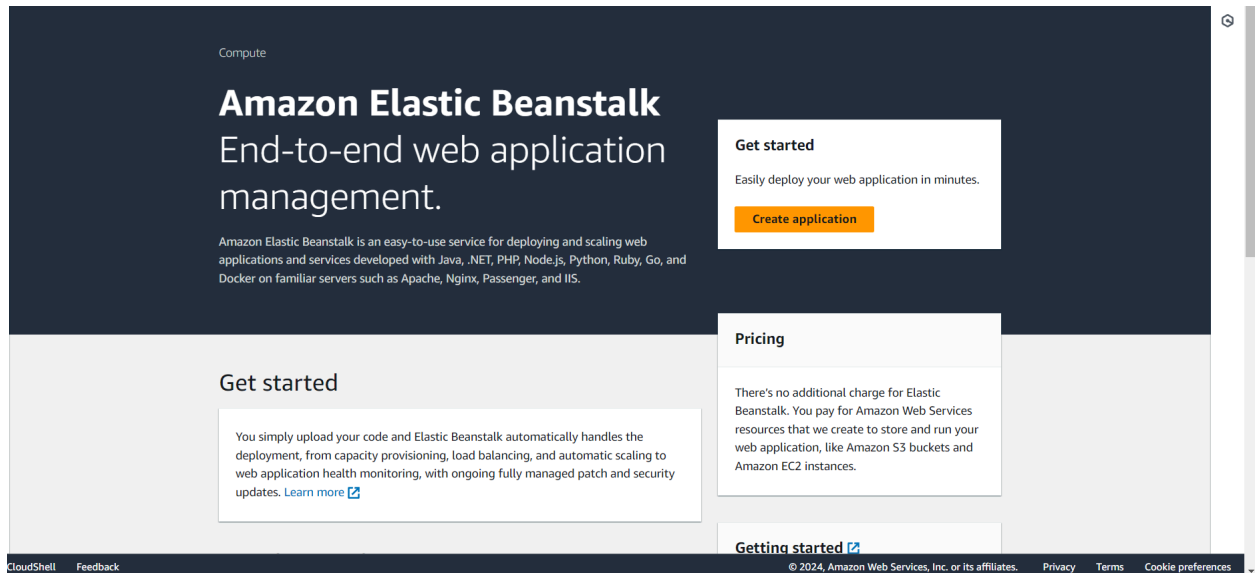 Compute
Amazon Elastic Beanstalk
End-to-end web application
management.
Amazon Elastic Beanstalk is an easy-to-use service for deploying and scaling web
applications and services developed with Java, .NET, PHP, Node.js, Python, Ruby, Go, and
Docker on familiar servers such as Apache, Nginx, Passenger, and IIS.
Get started
Easily deploy your web application in minutes.
Create application
Pricing
There's no additional charge for Elastic
Beanstalk. You pay for Amazon Web Services
resources that we create to store and run your
web application, like Amazon S3 buckets and
Amazon EC2 instances.
Get started
You simply upload your code and Elastic Beanstalk automatically handles the
deployment, from capacity provisioning, load balancing, and automatic scaling to
web application health monitoring, with ongoing fully managed patch and security
updates. Learn more
Getting started
CloudShell Feedback © 2024, Amazon Web Services, Inc. or its affiliates. Privacy Terms Cookie preferences